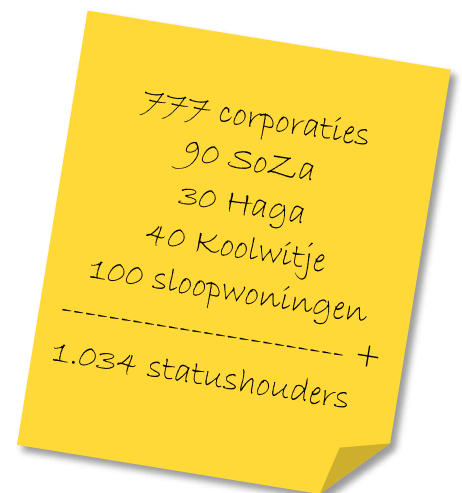 777 corporaties
90 SoZa
30 Haga
40 Koolwitje
100 sloopwoningen
---------------------- +
1.034 statushouders